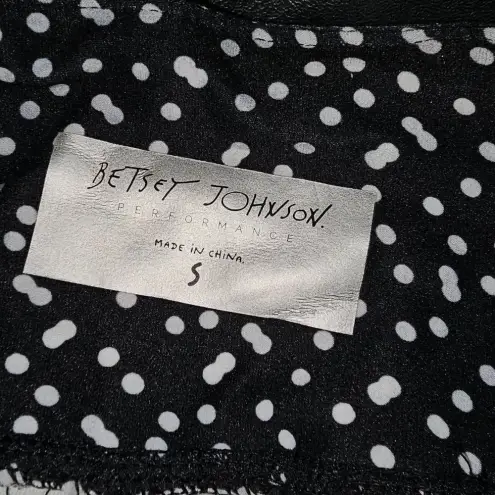 BETSEY JOHNSON.
PERFORMANCE
MADE IN CHINA.
S